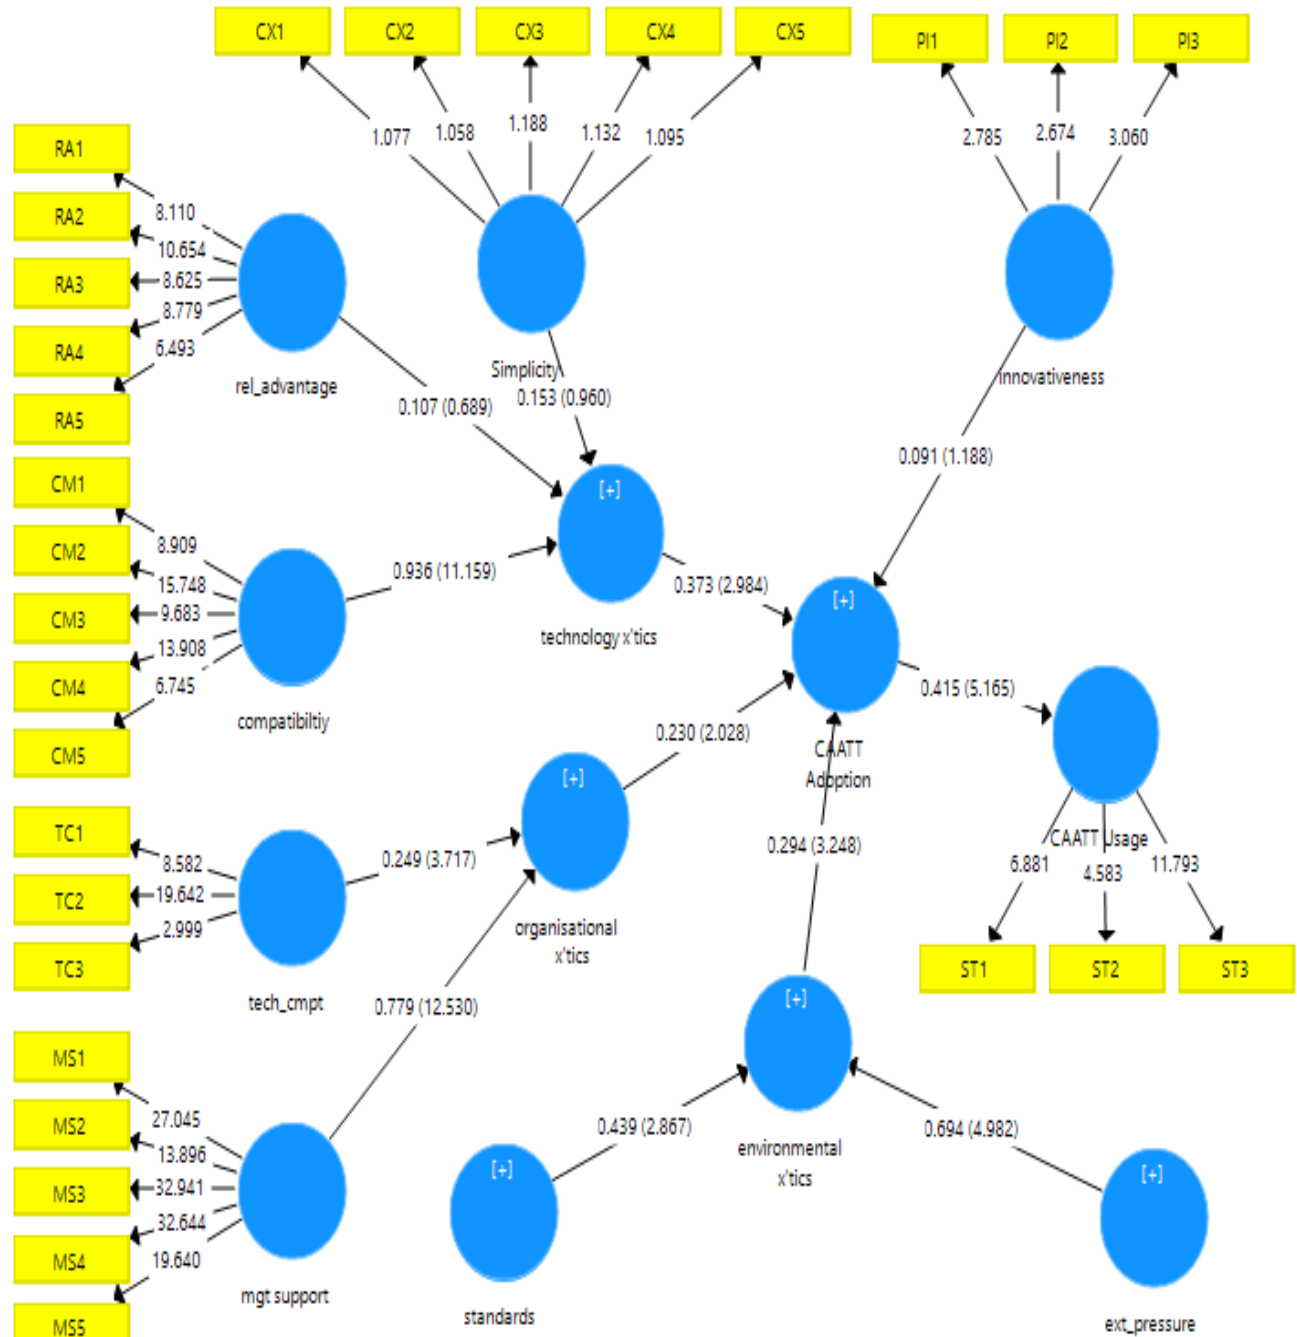 CX1
CX2
CX3
CX4
CX5
PI1
PI2
PI3
1.077
1.058
1.188
1.132
1.095
2.785
2.674
3.060
RA1
RA2
RA3
RA4
RA5
8.110
10.654
8.625
8.779
6.493
rel_advantage
Simplicity
innovativeness
0.107 (0.689)
0.153 (0.960)
0.091 (1.188)
CM1
CM2
CM3
CM4
CM5
8.909
15.748
9.683
13.908
6.745
compatibiltiy
0.936 (11.159)
[+]
technology x'tics
0.373 (2.984)
[+]
CAATT
Adoption
0.415 (5.165)
CAATT Usage
6.881
4.583
11.793
ST1
ST2
ST3
0.230 (2.028)
[+]
organisational
x'tics
0.294 (3.248)
TC1
TC2
TC3
8.582
19.642
2.999
tech_cmpt
0.249 (3.717)
0.779 (12.530)
MS1
MS2
MS3
MS4
MS5
27.045
13.896
32.941
32.644
19.640
mgt support
[+]
environmental
x'tics
0.439 (2.867)
0.694 (4.982)
[+]
standards
[+]
ext_pressure